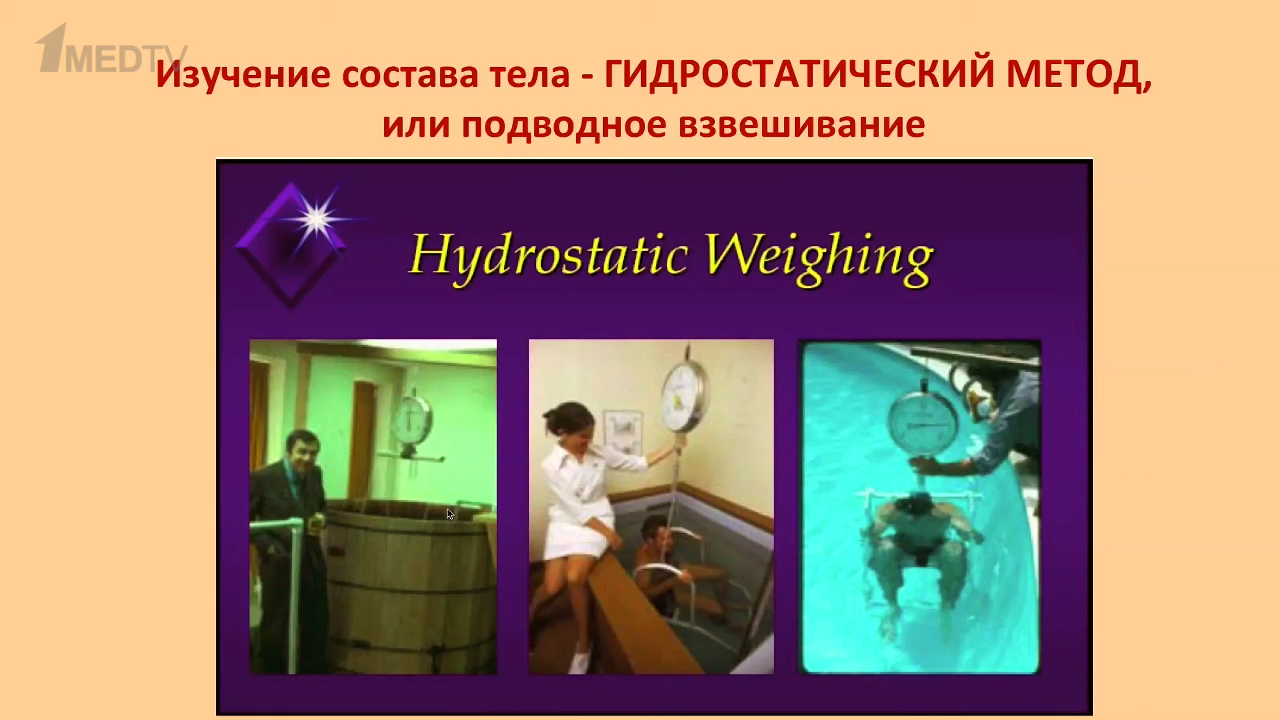 1MEDTV
Изучение состава тела - ГИДРОСТАТИЧЕСКИЙ МЕТОД,
или подводное взвешивание
Hydrostatic Weighing